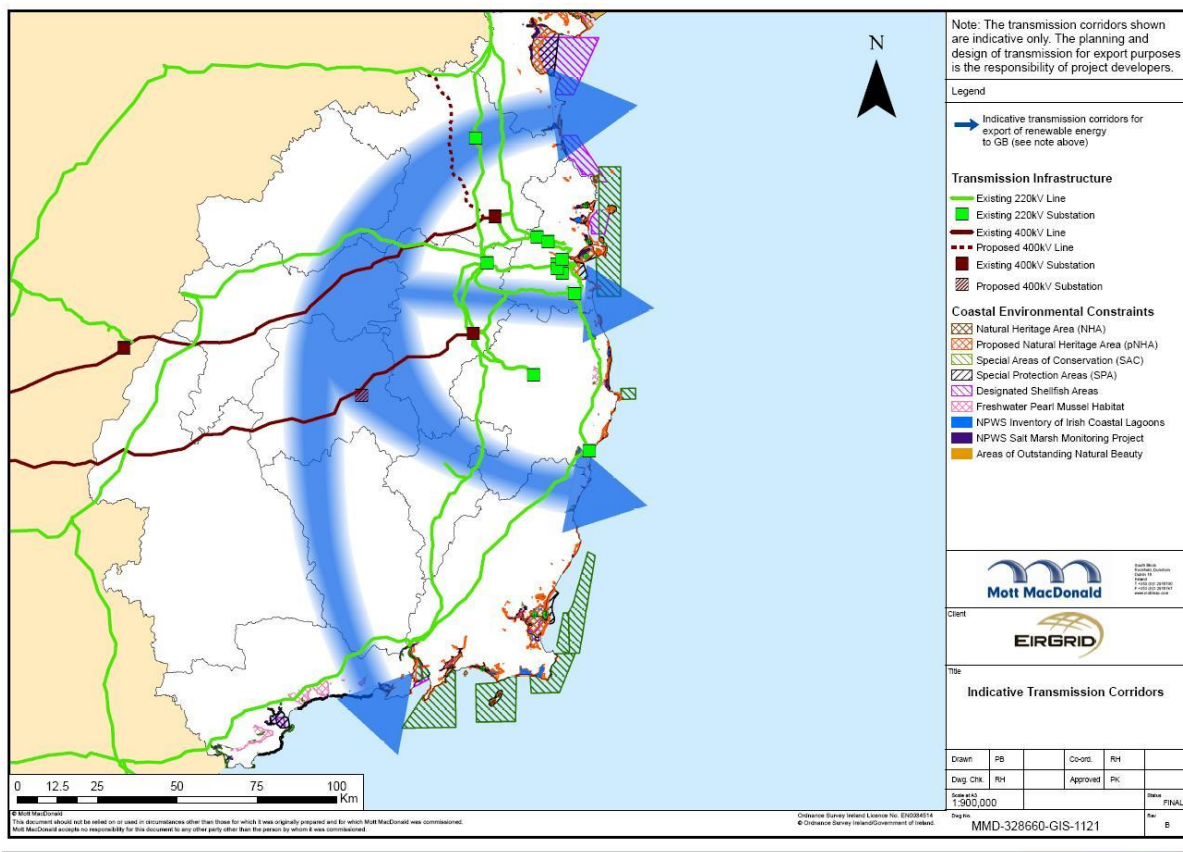 Note: The transmission corridors shown
are indicative only. The planning and
design of transmission for export purposes
is the responsibility of project developers.
Legend
Indicative transmission corridors for
export of renewable energy
to GB (see note above)
Transmission Infrastructure
Existing 220kV Line
Existing 220kV Substation
Existing 400kV Line
Proposed 400kV Line
Existing 400kV Substation
Proposed 400kV Substation
Coastal Environmental Constraints
Natural Heritage Area (NHA)
Proposed Natural Heritage Area (pNHA)
Special Areas of Conservation (SAC)
Special Protection Areas (SPA)
Designated Shellfish Areas
Freshwater Pearl Mussel Habitat
NPWS Inventory of Irish Coastal Lagoons
NPWS Salt Marsh Monitoring Project
Areas of Outstanding Natural Beauty
N
Mott MacDonald
Client
EIRGRID
Title
Indicative Transmission Corridors
Drawn PB Co-ord. RH
Dwg. Chk. RH Approved PK
Scale at A3
1:900,000
Status
FINAL
Dwg No.
MMD-328660-GIS-1121
Rev
B
0 12.5 25 50 75 100
Km
© Mott MacDonald
This document should not be relied on or used in circumstances other than those for which it was originally prepared and for which Mott MacDonald was commissioned.
Mott MacDonald accepts no responsibility for this document to any other party other than the person by whom it was commissioned.
Ordnance Survey Ireland Licence No. EN0084514
© Ordnance Survey Ireland/Government of Ireland.